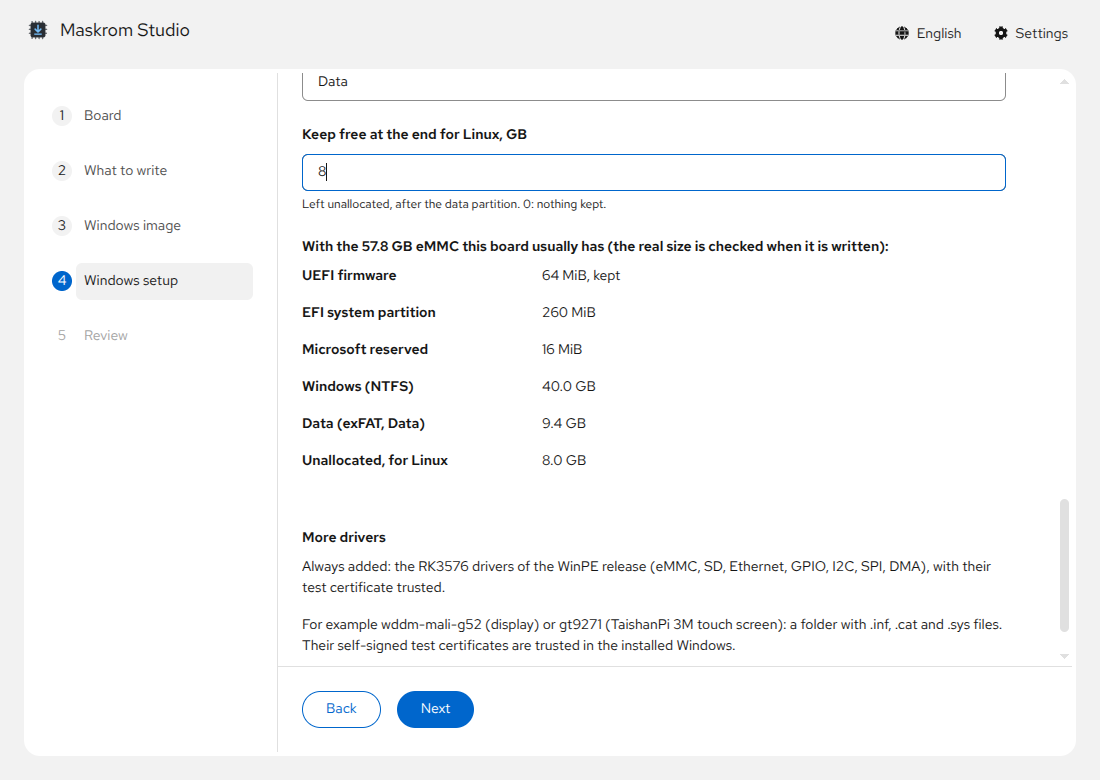 Maskrom Studio
English
Settings
1 Board
2 What to write
3 Windows image
4 Windows setup
5 Review
Data
Keep free at the end for Linux, GB
8
Left unallocated, after the data partition. 0: nothing kept.
With the 57.8 GB eMMC this board usually has (the real size is checked when it is written):
UEFI firmware 64 MiB, kept
EFI system partition 260 MiB
Microsoft reserved 16 MiB
Windows (NTFS) 40.0 GB
Data (exFAT, Data) 9.4 GB
Unallocated, for Linux 8.0 GB
More drivers
Always added: the RK3576 drivers of the WinPE release (eMMC, SD, Ethernet, GPIO, I2C, SPI, DMA), with their
test certificate trusted.
For example wddm-mali-g52 (display) or gt9271 (TaishanPi 3M touch screen): a folder with .inf, .cat and .sys files.
Their self-signed test certificates are trusted in the installed Windows.
Back
Next